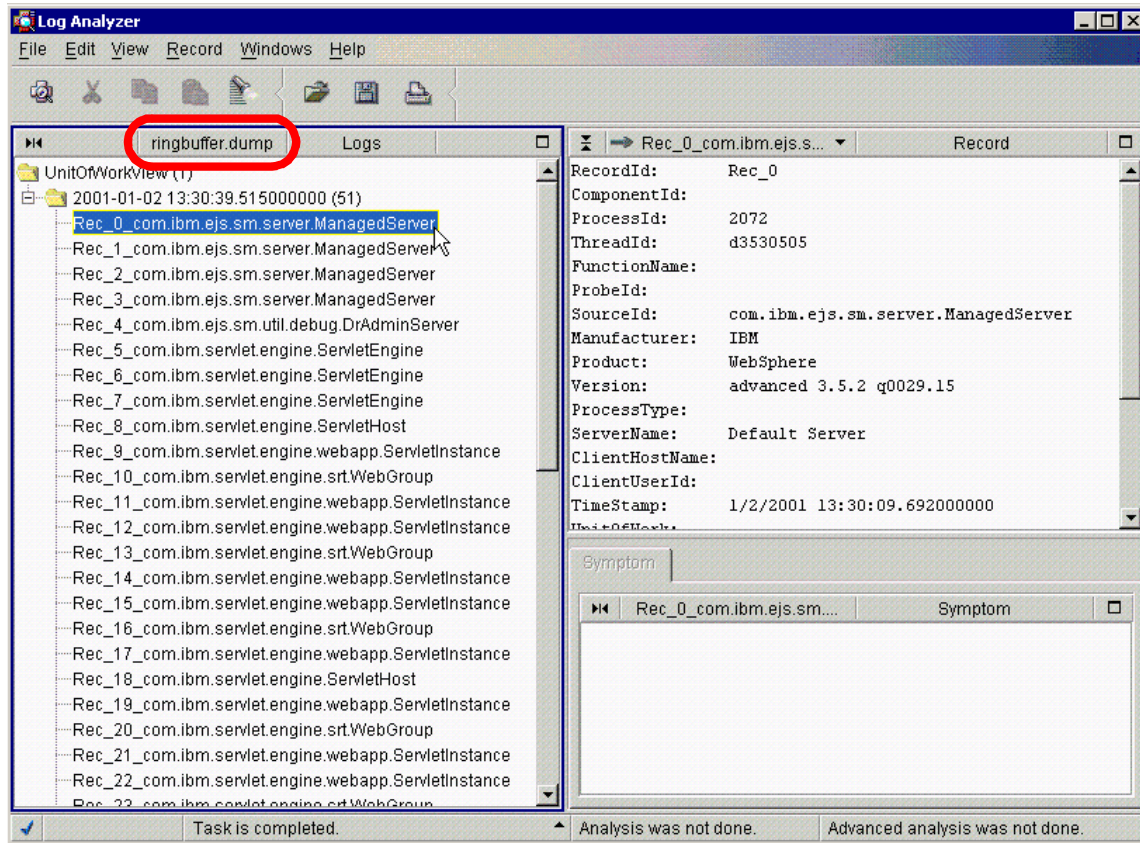 Log Analyzer
File Edit View Record Windows Help
ringbuffer.dump Logs
UnitOfWorkView (1)
2001-01-02 13:30:39.515000000 (51)
Rec_0_com.ibm.ejs.sm.server.ManagedServer
Rec_1_com.ibm.ejs.sm.server.ManagedServer
Rec_2_com.ibm.ejs.sm.server.ManagedServer
Rec_3_com.ibm.ejs.sm.server.ManagedServer
Rec_4_com.ibm.ejs.sm.util.debug.DrAdminServer
Rec_5_com.ibm.servlet.engine.ServletEngine
Rec_6_com.ibm.servlet.engine.ServletEngine
Rec_7_com.ibm.servlet.engine.ServletEngine
Rec_8_com.ibm.servlet.engine.ServletHost
Rec_9_com.ibm.servlet.engine.webapp.ServletInstance
Rec_10_com.ibm.servlet.engine.srt.WebGroup
Rec_11_com.ibm.servlet.engine.webapp.ServletInstance
Rec_12_com.ibm.servlet.engine.webapp.ServletInstance
Rec_13_com.ibm.servlet.engine.srt.WebGroup
Rec_14_com.ibm.servlet.engine.webapp.ServletInstance
Rec_15_com.ibm.servlet.engine.webapp.ServletInstance
Rec_16_com.ibm.servlet.engine.srt.WebGroup
Rec_17_com.ibm.servlet.engine.webapp.ServletInstance
Rec_18_com.ibm.servlet.engine.ServletHost
Rec_19_com.ibm.servlet.engine.webapp.ServletInstance
Rec_20_com.ibm.servlet.engine.srt.WebGroup
Rec_21_com.ibm.servlet.engine.webapp.ServletInstance
Rec_22_com.ibm.servlet.engine.webapp.ServletInstance
Rec_23_com.ibm.servlet.engine.srt.WebGroup
Rec_0_com.ibm.ejs.s... Record
RecordId: Rec_0
ComponentId:
ProcessId: 2072
ThreadId: d3530505
FunctionName:
ProbeId:
SourceId: com.ibm.ejs.sm.server.ManagedServer
Manufacturer: IBM
Product: WebSphere
Version: advanced 3.5.2 q0029.15
ProcessType:
ServerName: Default Server
ClientHostName:
ClientUserId:
TimeStamp: 1/2/2001 13:30:09.692000000
UnitOfWork:
Symptom
Rec_0_com.ibm.ejs.sm.... Symptom
Task is completed. Analysis was not done. Advanced analysis was not done.